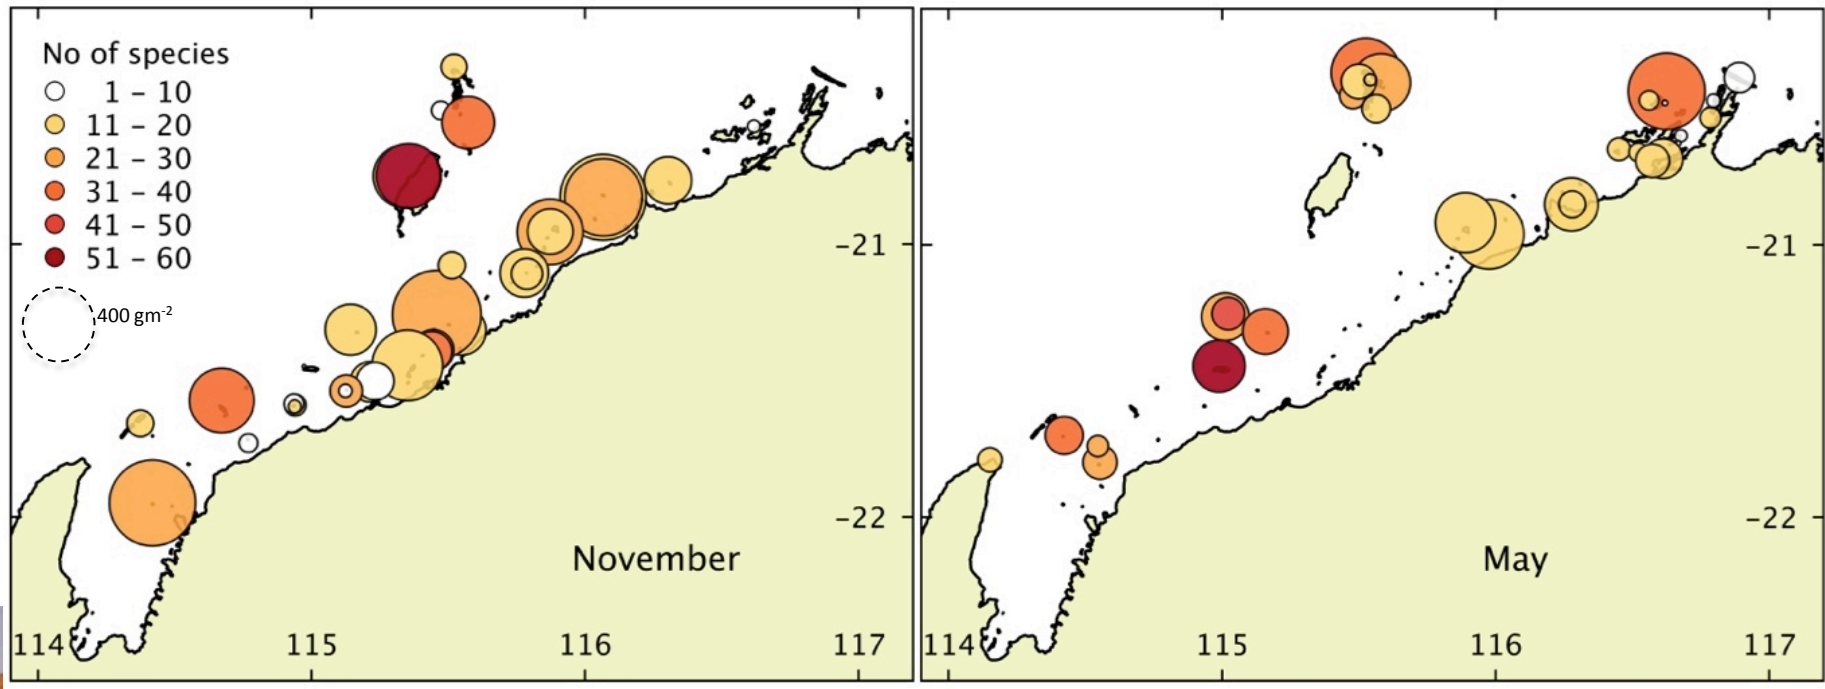 No of species
1 – 10
11 – 20
21 – 30
31 – 40
41 – 50
51 – 60
400 gm-2
-21
-22
November
114
115
116
117
-21
-22
May
114
115
116
117